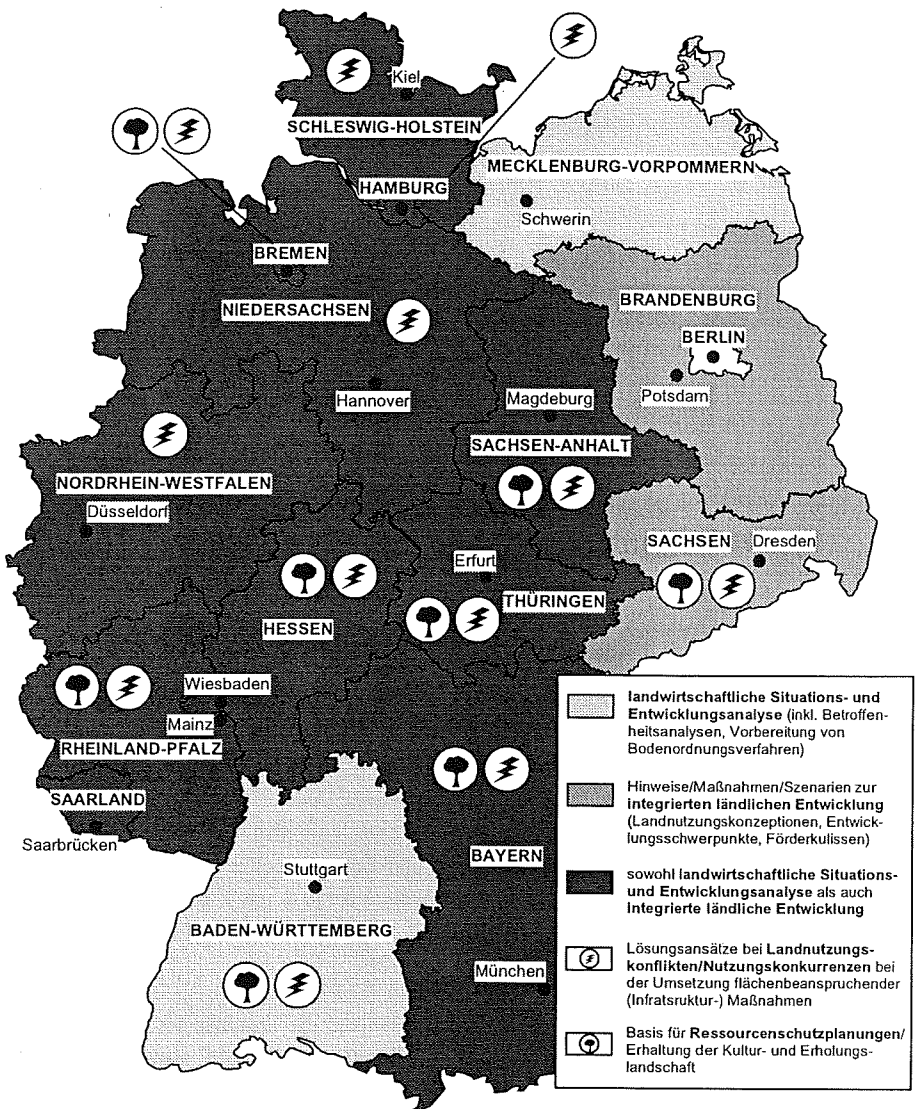 Kiel
SCHLESWIG-HOLSTEIN
MECKLENBURG-VORPOMMERN
HAMBURG
Schwerin
BREMEN
NIEDERSACHSEN
BRANDENBURG
BERLIN
Potsdam
Hannover
Magdeburg
SACHSEN-ANHALT
NORDRHEIN-WESTFALEN
Düsseldorf
SACHSEN
Dresden
Erfurt
THÜRINGEN
HESSEN
Wiesbaden
Mainz
RHEINLAND-PFALZ
SAARLAND
Saarbrücken
BAYERN
Stuttgart
BADEN-WÜRTTEMBERG
München
landwirtschaftliche Situations- und
Entwicklungsanalyse (inkl. Betroffen-
heitsanalysen, Vorbereitung von
Bodenordnungsverfahren)
Hinweise/Maßnahmen/Szenarien zur
integrierten ländlichen Entwicklung
(Landnutzungskonzeptionen, Entwick-
lungsschwerpunkte, Förderkulissen)
sowohl landwirtschaftliche Situations-
und Entwicklungsanalyse als auch
integrierte ländliche Entwicklung
Lösungsansätze bei Landnutzungs-
konflikten/Nutzungskonkurrenzen bei
der Umsetzung flächenbeanspruchender
(Infratsruktur-) Maßnahmen
Basis für Ressourcenschutzplanungen/
Erhaltung der Kultur- und Erholungs-
landschaft